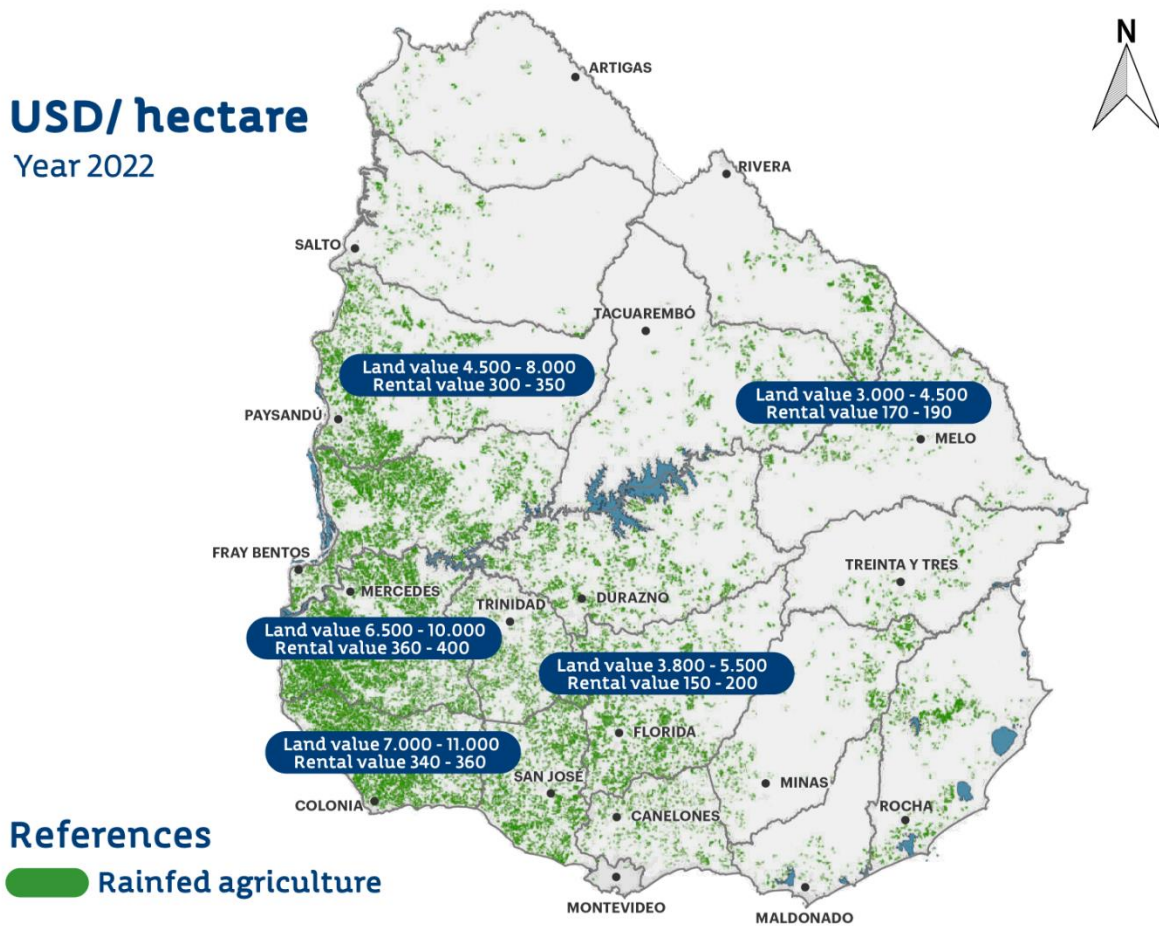 N
ARTIGAS
USD/ hectare
Year 2022
RIVERA
SALTO
TACUAREMBÓ
Land value 4.500 - 8.000
Rental value 300 - 350
Land value 3.000 - 4.500
Rental value 170 - 190
PAYSANDÚ
MELO
FRAY BENTOS
TREINTA Y TRES
MERCEDES
DURAZNO
TRINIDAD
Land value 6.500 - 10.000
Rental value 360 - 400
Land value 3.800 - 5.500
Rental value 150 - 200
FLORIDA
Land value 7.000 - 11.000
Rental value 340 - 360
SAN JOSÉ
MINAS
COLONIA
ROCHA
CANELONES
References
Rainfed agriculture
MONTEVIDEO
MALDONADO